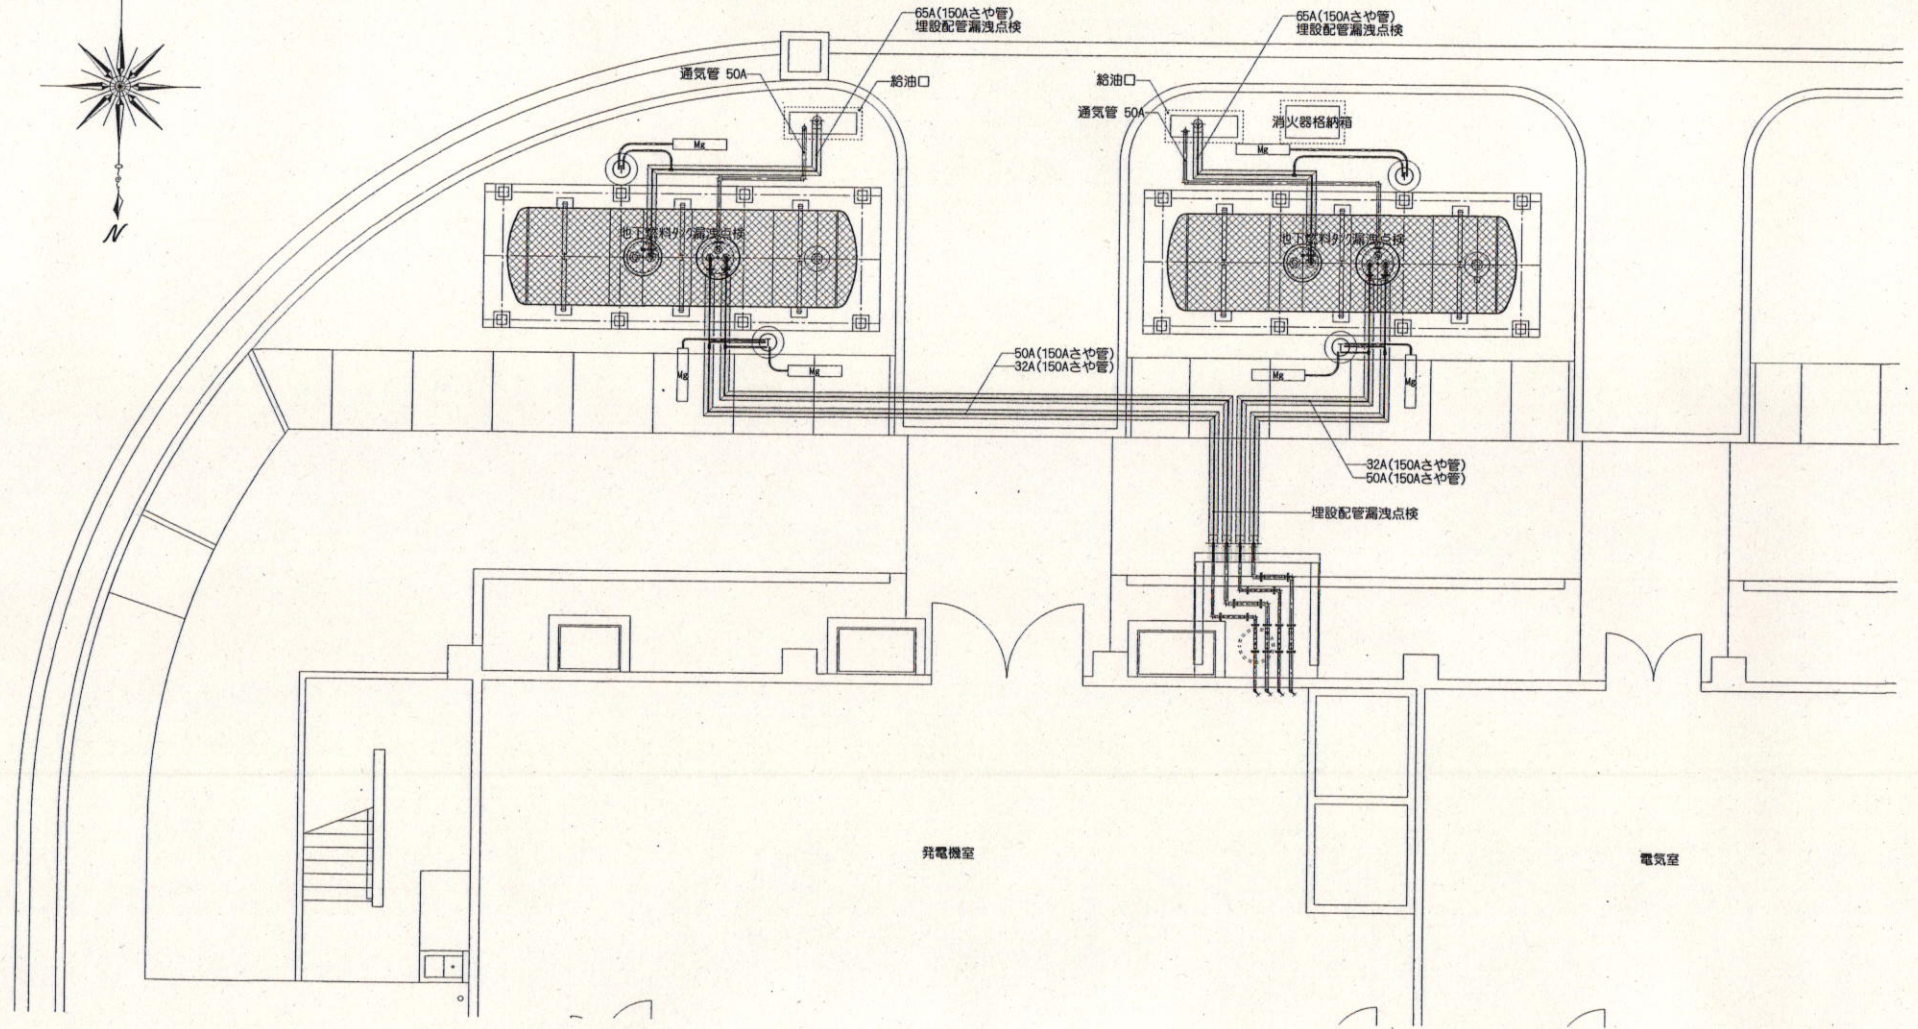 65A(150Aさや管)
埋設配管漏洩点検
65A(150Aさや管)
埋設配管漏洩点検
通気管 50A
給油口
給油口
通気管 50A
消火器格納箱
Mg
Mg
N
地下燃料タンク漏洩点検
地下燃料タンク漏洩点検
50A(150Aさや管)
32A(150Aさや管)
Mg
Mg
Mg
Mg
32A(150Aさや管)
50A(150Aさや管)
埋設配管漏洩点検
発電機室
電気室